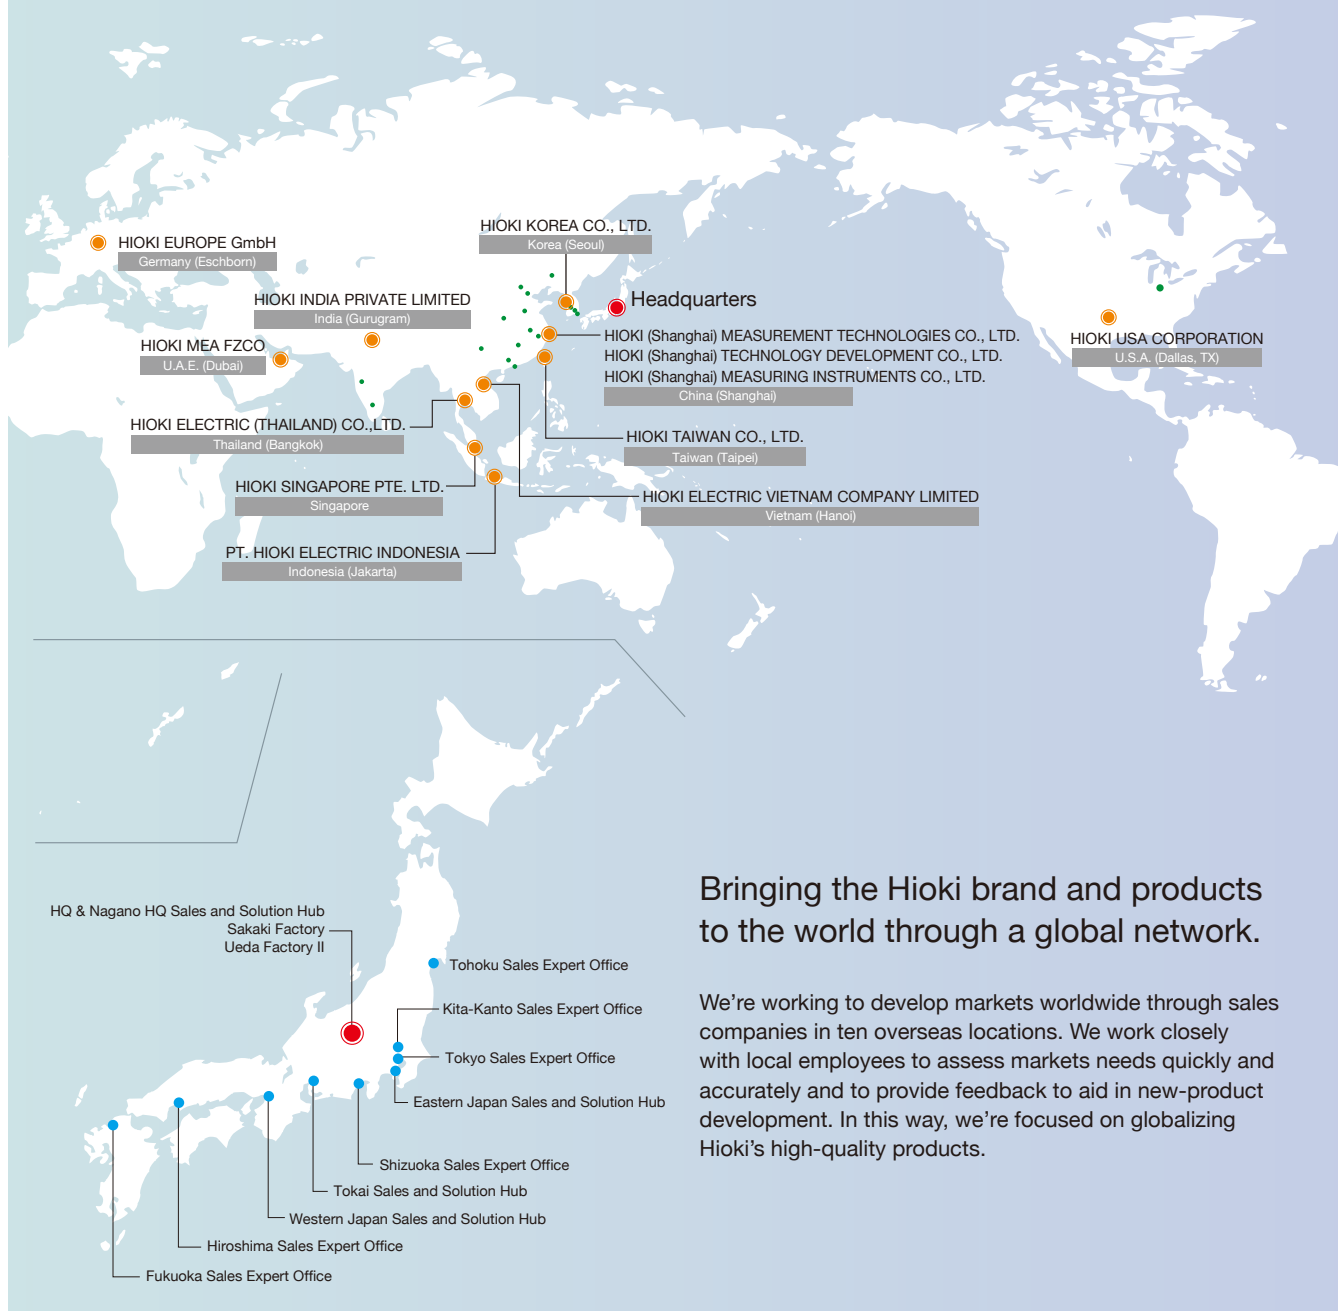 HIOKI KOREA CO., LTD.
Korea (Seoul)
HIOKI EUROPE GmbH
Germany (Eschborn)
HIOKI INDIA PRIVATE LIMITED
India (Gurugram)
Headquarters
HIOKI MEA FZCO
U.A.E. (Dubai)
HIOKI (Shanghai) MEASUREMENT TECHNOLOGIES CO., LTD.
HIOKI (Shanghai) TECHNOLOGY DEVELOPMENT CO., LTD.
HIOKI (Shanghai) MEASURING INSTRUMENTS CO., LTD.
China (Shanghai)
HIOKI USA CORPORATION
U.S.A. (Dallas, TX)
HIOKI ELECTRIC (THAILAND) CO.,LTD.
Thailand (Bangkok)
HIOKI TAIWAN CO., LTD.
Taiwan (Taipei)
HIOKI SINGAPORE PTE. LTD.
Singapore
HIOKI ELECTRIC VIETNAM COMPANY LIMITED
Vietnam (Hanoi)
PT. HIOKI ELECTRIC INDONESIA
Indonesia (Jakarta)
HQ & Nagano HQ Sales and Solution Hub
Sakaki Factory
Ueda Factory II
Tohoku Sales Expert Office
Kita-Kanto Sales Expert Office
Tokyo Sales Expert Office
Eastern Japan Sales and Solution Hub
Shizuoka Sales Expert Office
Tokai Sales and Solution Hub
Western Japan Sales and Solution Hub
Hiroshima Sales Expert Office
Fukuoka Sales Expert Office
Bringing the Hioki brand and products
to the world through a global network.
We’re working to develop markets worldwide through sales
companies in ten overseas locations. We work closely
with local employees to assess markets needs quickly and
accurately and to provide feedback to aid in new-product
development. In this way, we’re focused on globalizing
Hioki’s high-quality products.